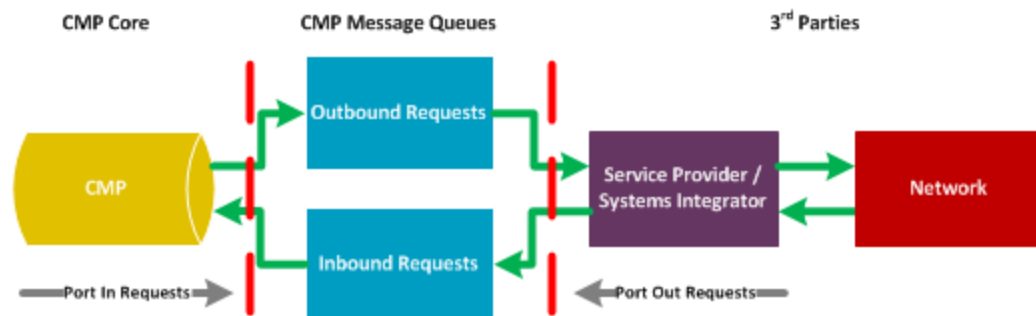 CMP Core
CMP Message Queues
3rd Parties
Outbound Requests
CMP
Service Provider /
Systems Integrator
Network
Inbound Requests
Port In Requests
Port Out Requests